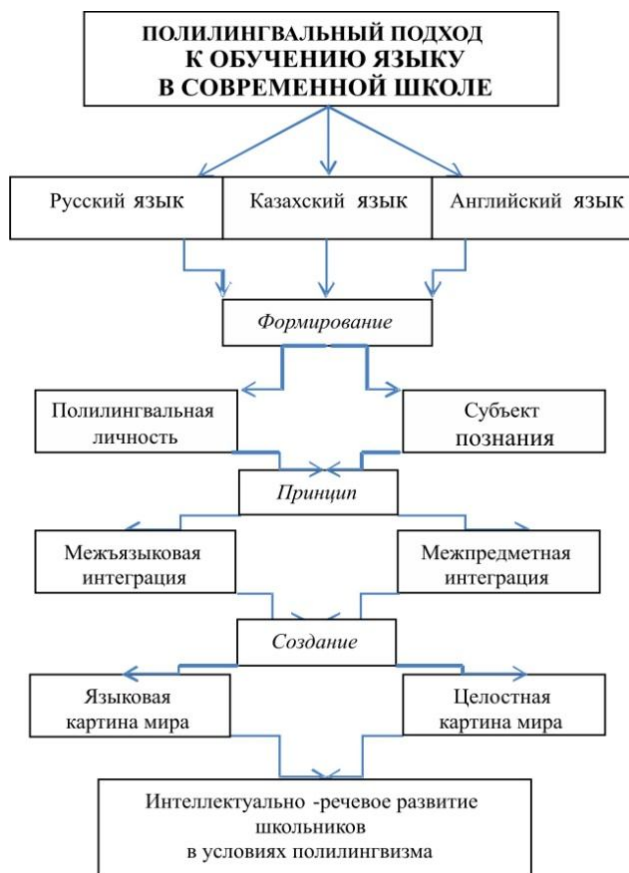 ПОЛИЛИНГВАЛЬНЫЙ ПОДХОД
К ОБУЧЕНИЮ ЯЗЫКУ
В СОВРЕМЕННОЙ ШКОЛЕ
Русский язык
Казахский язык
Английский язык
Формирование
Полилингвальная
личность
Субъект
познания
Принцип
Межъязыковая
интеграция
Межпредметная
интеграция
Создание
Языковая
картина мира
Целостная
картина мира
Интеллектуально -речевое развитие
школьников
в условиях полилингвизма